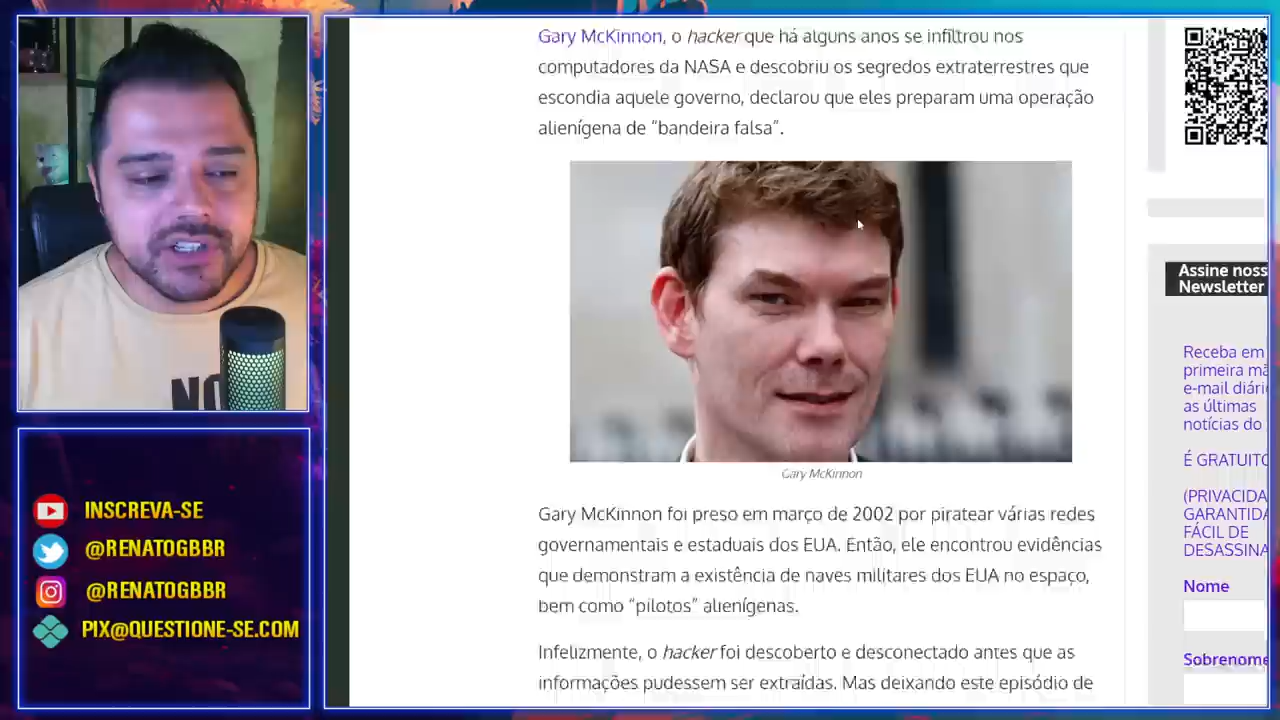 Gary McKinnon, o hacker que há alguns anos se infiltrou nos
computadores da NASA e descobriu os segredos extraterrestres que
escondia aquele governo, declarou que eles preparam uma operação
alienígena de “bandeira falsa”.
Gary McKinnon
Gary McKinnon foi preso em março de 2002 por piratear várias redes
governamentais e estaduais dos EUA. Então, ele encontrou evidências
que demonstram a existência de naves militares dos EUA no espaço,
bem como “pilotos” alienígenas.
Infelizmente, o hacker foi descoberto e desconectado antes que as
informações pudessem ser extraídas. Mas deixando este episódio de
Assine noss
Newsletter
Receba em
primeira mã
e-mail diári
as últimas
notícias do
É GRATUITO
(PRIVACIDA
GARANTIDA
FÁCIL DE
DESASSINA
Nome
Sobrenome
NO
INSCREVA-SE
@RENATOGBBR
@RENATOGBBR
PIX@QUESTIONE-SE.COM